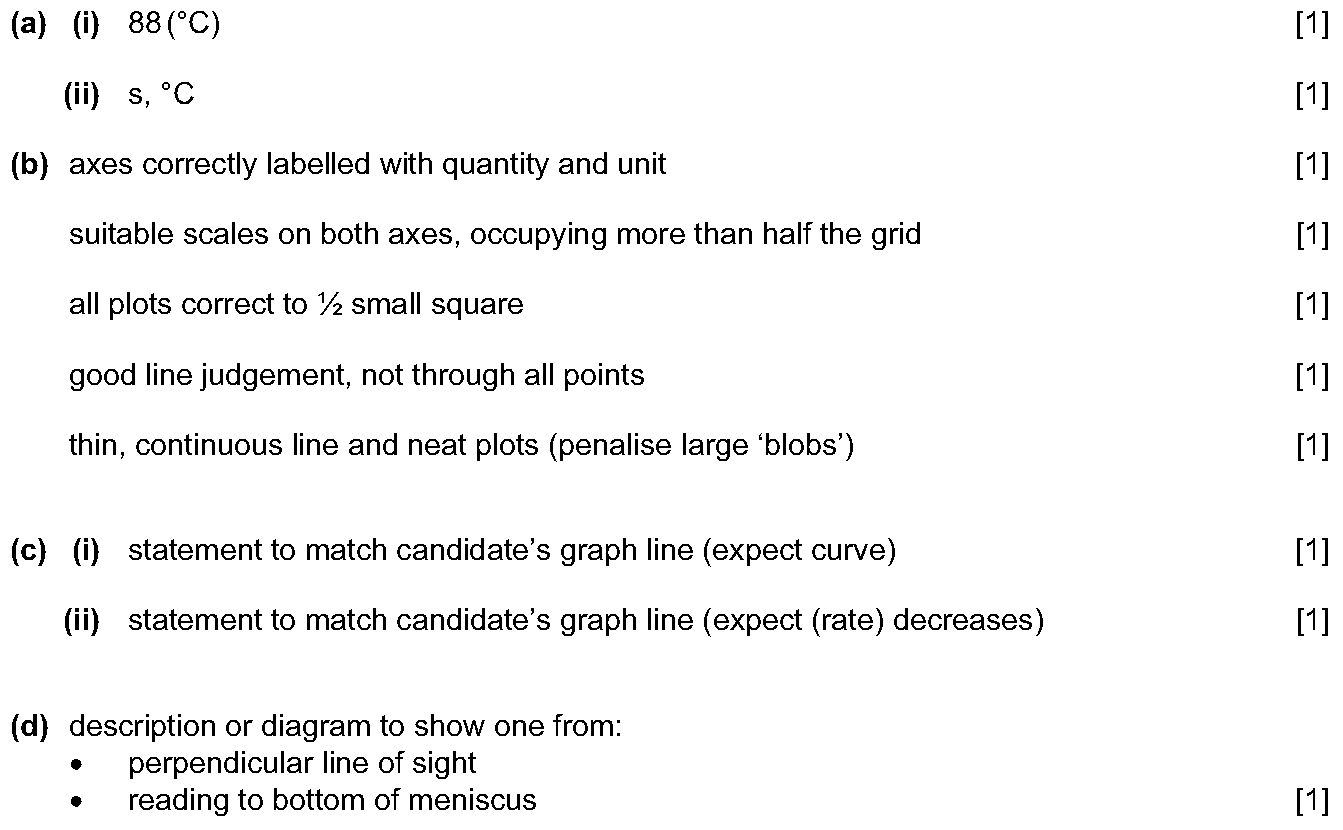 (a) (i) 88 (°C) [1]
(ii) s, °C [1]
(b) axes correctly labelled with quantity and unit [1]
suitable scales on both axes, occupying more than half the grid [1]
all plots correct to ½ small square [1]
good line judgement, not through all points [1]
thin, continuous line and neat plots (penalise large ‘blobs’) [1]
(c) (i) statement to match candidate’s graph line (expect curve) [1]
(ii) statement to match candidate’s graph line (expect (rate) decreases) [1]
(d) description or diagram to show one from:
• perpendicular line of sight
• reading to bottom of meniscus [1]